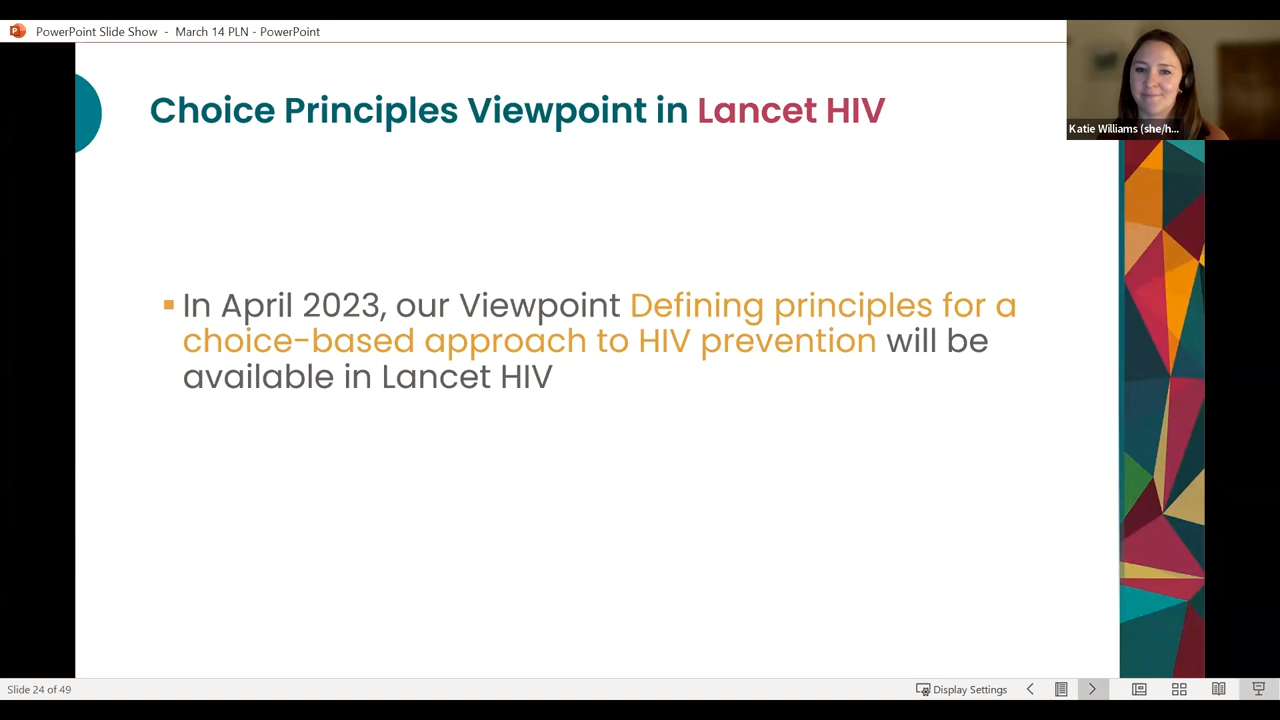 PowerPoint Slide Show - March 14 PLN - PowerPoint
Choice Principles Viewpoint in Lancet HIV
Katie Williams (she/h...
In April 2023, our Viewpoint Defining principles for a
choice-based approach to HIV prevention will be
available in Lancet HIV
Slide 24 of 49
Display Settings